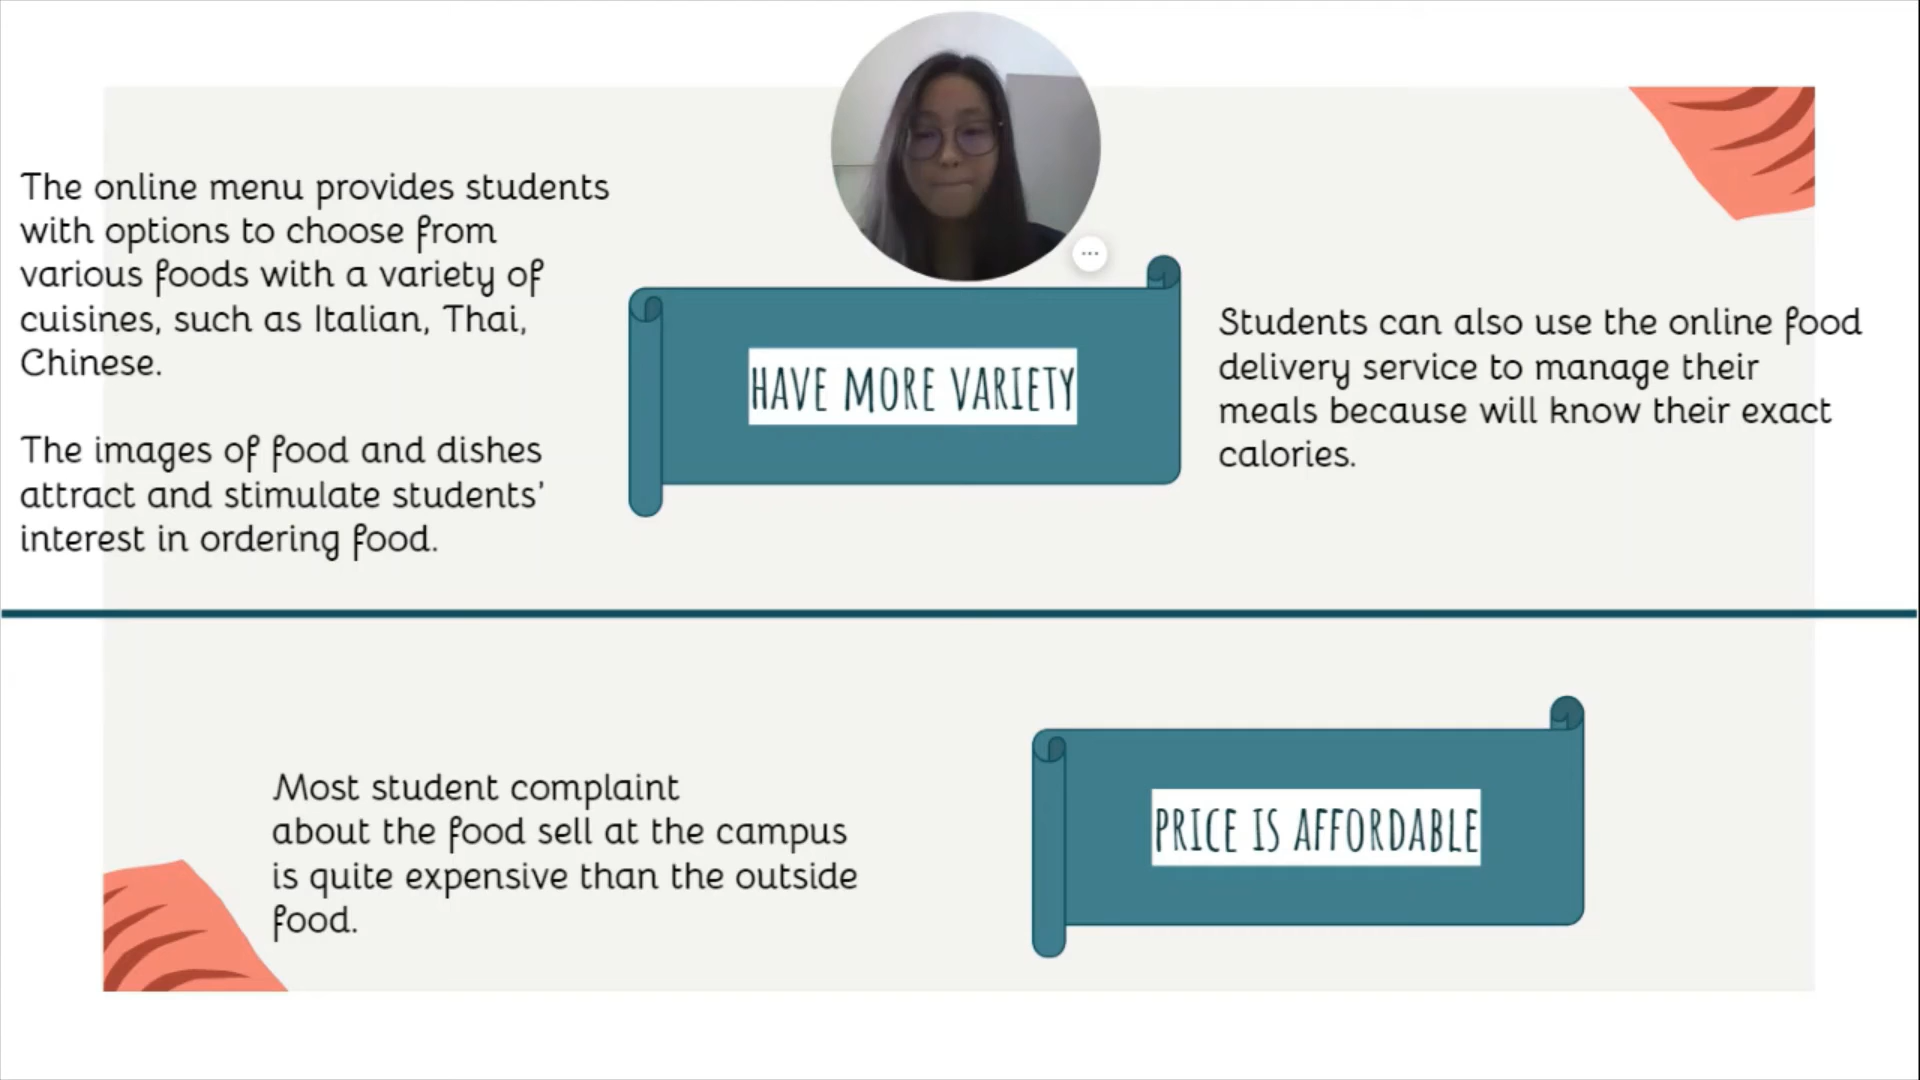 The online menu provides students
with options to choose from
various foods with a variety of
cuisines, such as Italian, Thai,
Chinese.
The images of food and dishes
attract and stimulate students'
interest in ordering food.
HAVE MORE VARIETY
Students can also use the online food
delivery service to manage their
meals because will know their exact
calories.
Most student complaint
about the food sell at the campus
is quite expensive than the outside
food.
PRICE IS AFFORDABLE